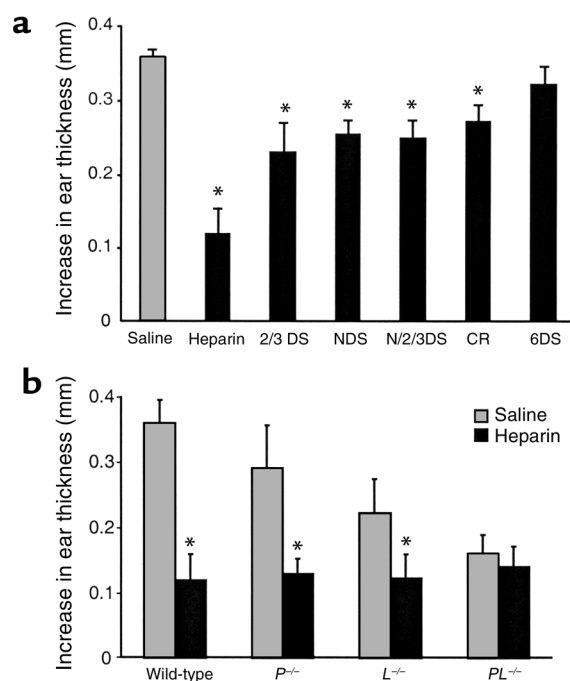 a
Increase in ear thickness (mm)
0.4
0.3
0.2
0.1
0
*
*
*
*
*
Saline Heparin 2/3 DS NDS N/2/3DS CR 6DS
b
Increase in ear thickness (mm)
0.4
0.3
0.2
0.1
0
Saline
Heparin
*
*
*
Wild-type P–/– L–/– PL–/–